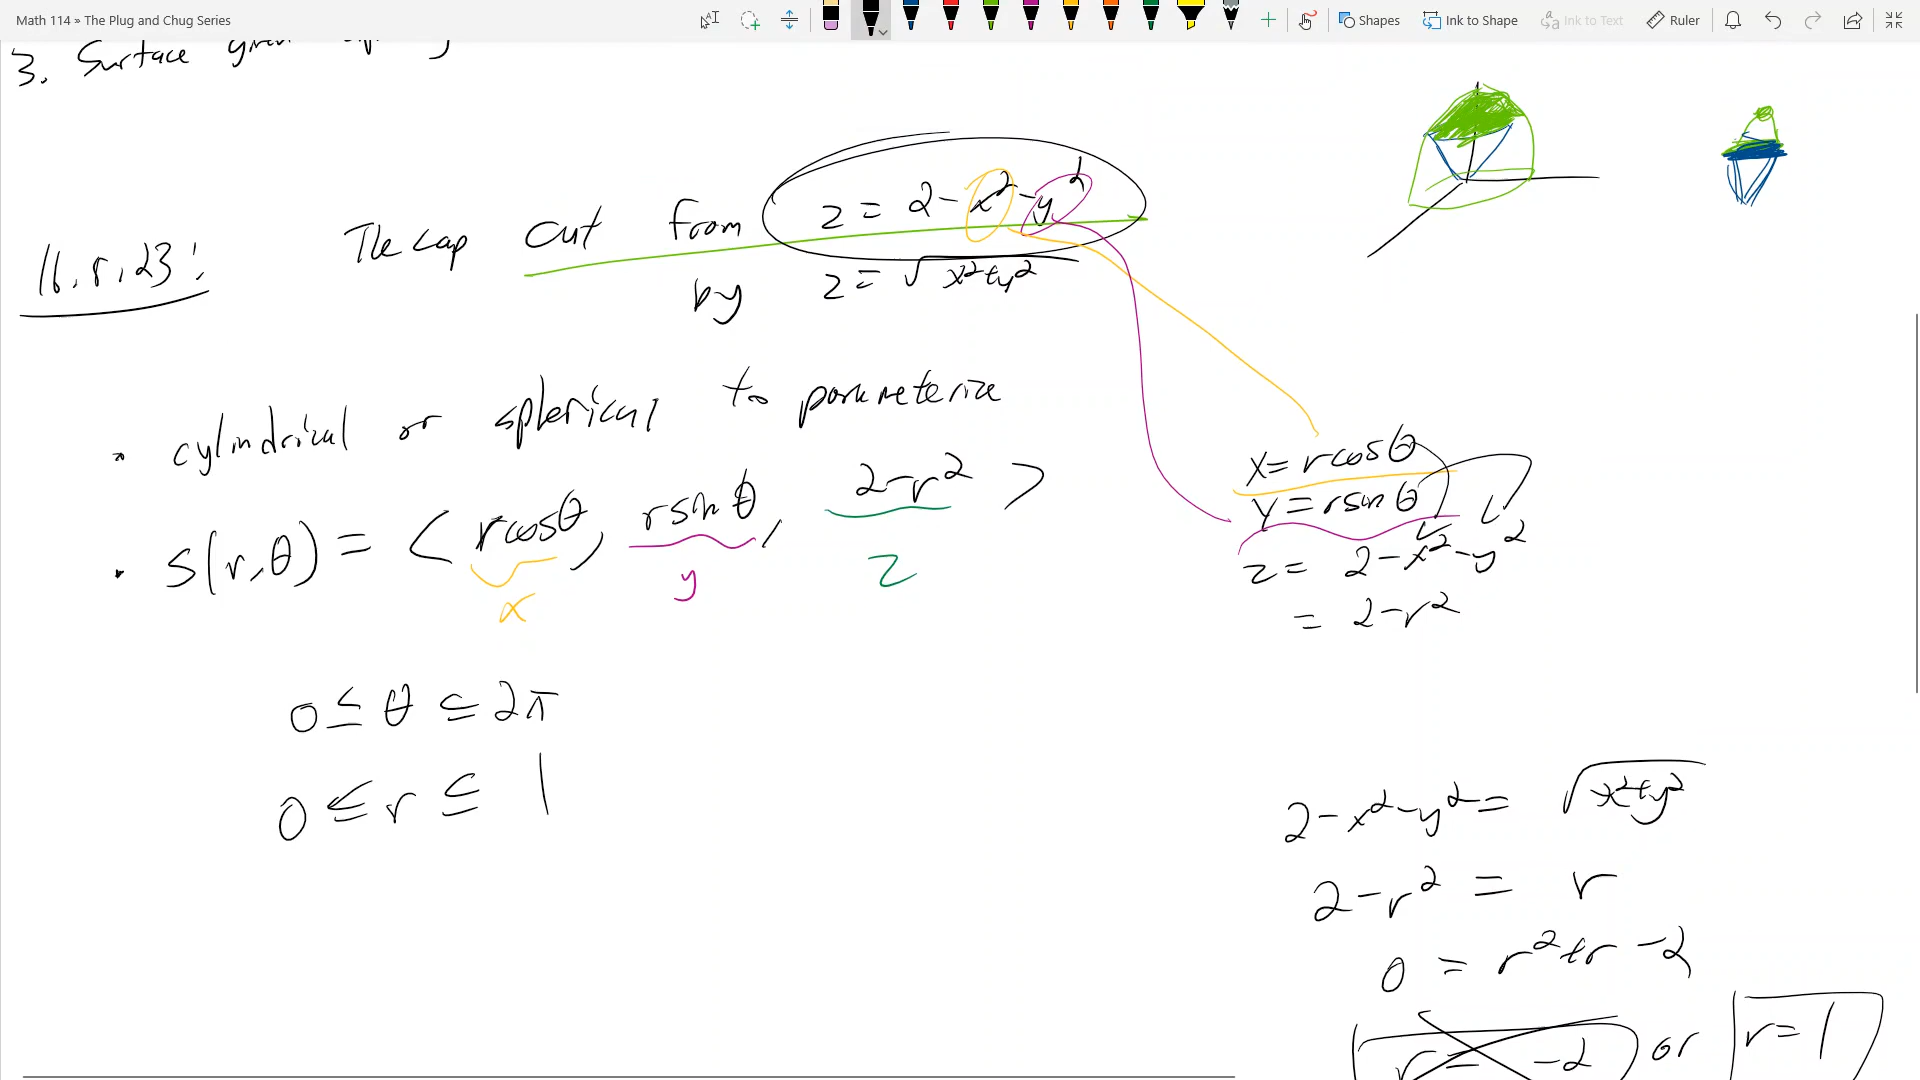 Math 114 » The Plug and Chug Series
Shapes
Ink to Shape
Ink to Text
Ruler
3. Surface
The cap cut from z = 2 - x² - y²
by z = √x²+y²
cylindrical or spherical to parameterize
s(r,θ) = < rcosθ, rsinθ, 2-r² >
x y z
0 ≤ θ ≤ 2π
0 ≤ r ≤ 1
x = rcosθ
y = rsinθ
z = 2-x²-y²
= 2-r²
2-x²-y² = √x²+y²
2-r² = r
0 = r²+r-2
r = -2 or r=1